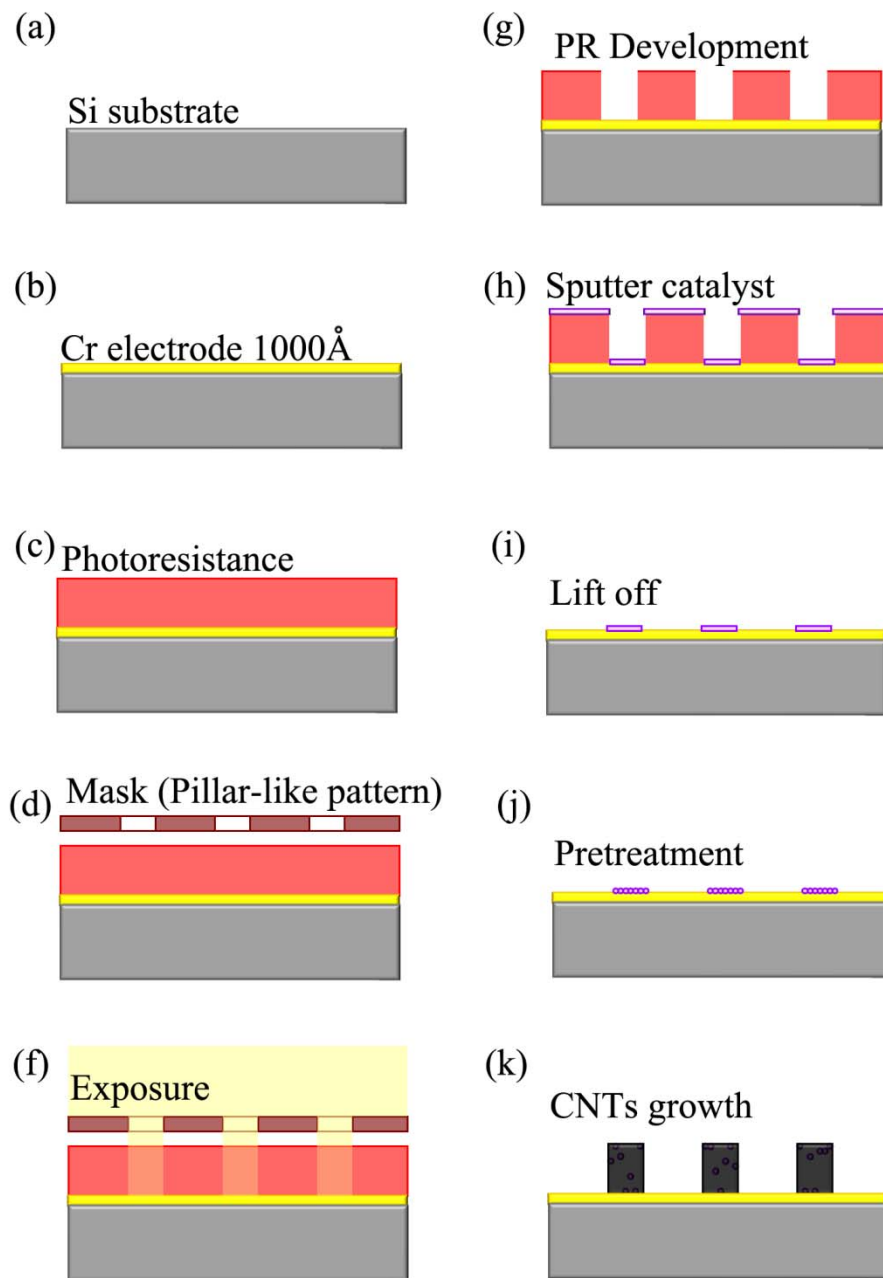 (a)
Si substrate
(b)
Cr electrode 1000Å
(c)
Photoresistance
(d)
Mask (Pillar-like pattern)
(f)
Exposure
(g)
PR Development
(h)
Sputter catalyst
(i)
Lift off
(j)
Pretreatment
(k)
CNTs growth